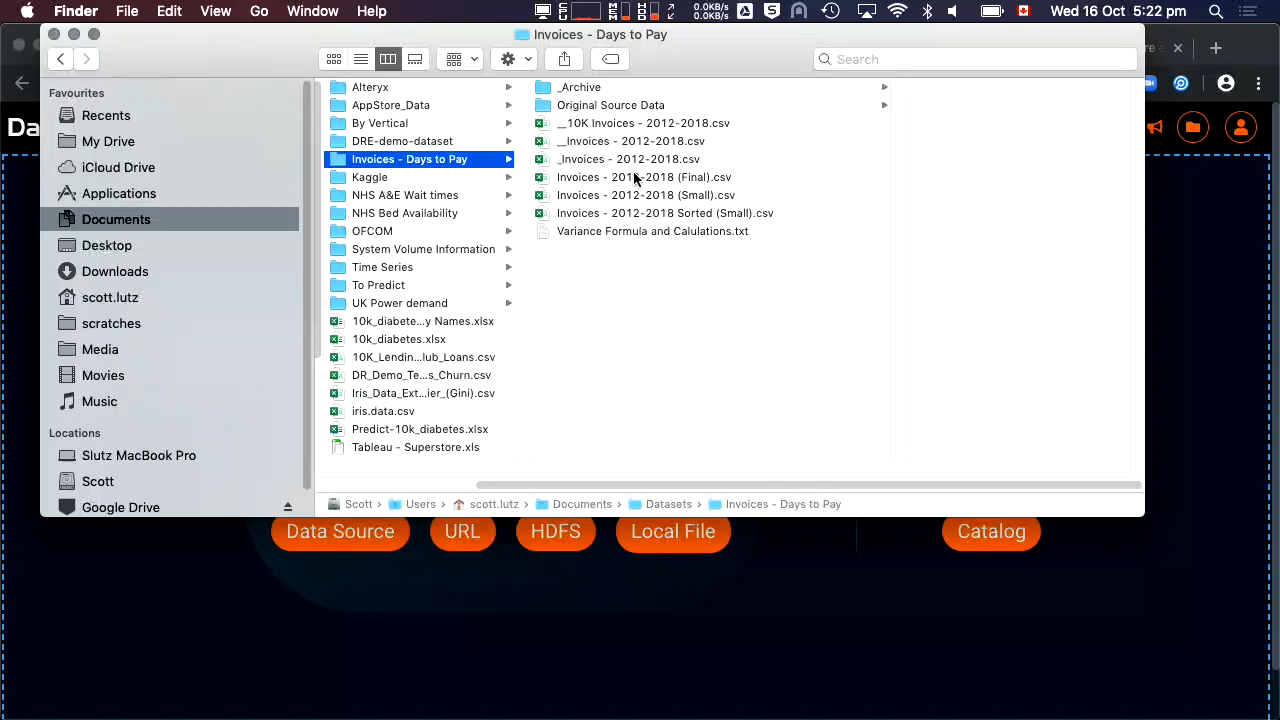 Finder File Edit View Go Window Help 0.0KB/s 0.0KB/s Wed 16 Oct 5:22 pm
Invoices - Days to Pay
Search
Favourites
Recents
My Drive
iCloud Drive
Applications
Documents
Desktop
Downloads
scott.lutz
scratches
Media
Movies
Music
Locations
Slutz MacBook Pro
Scott
Google Drive
Alteryx
AppStore_Data
By Vertical
DRE-demo-dataset
Invoices - Days to Pay
Kaggle
NHS A&E Wait times
NHS Bed Availability
OFCOM
System Volume Information
Time Series
To Predict
UK Power demand
10k_diabete...y Names.xlsx
10k_diabetes.xlsx
10K_Lendin...lub_Loans.csv
DR_Demo_Te...s_Churn.csv
Iris_Data_Ext...ier_(Gini).csv
iris.data.csv
Predict-10k_diabetes.xlsx
Tableau - Superstore.xls
_Archive
Original Source Data
__10K Invoices - 2012-2018.csv
__Invoices - 2012-2018.csv
_Invoices - 2012-2018.csv
Invoices - 2012-2018 (Final).csv
Invoices - 2012-2018 (Small).csv
Invoices - 2012-2018 Sorted (Small).csv
Variance Formula and Calulations.txt
Scott › Users › scott.lutz › Documents › Datasets › Invoices - Days to Pay
Da
Data Source URL HDFS Local File Catalog